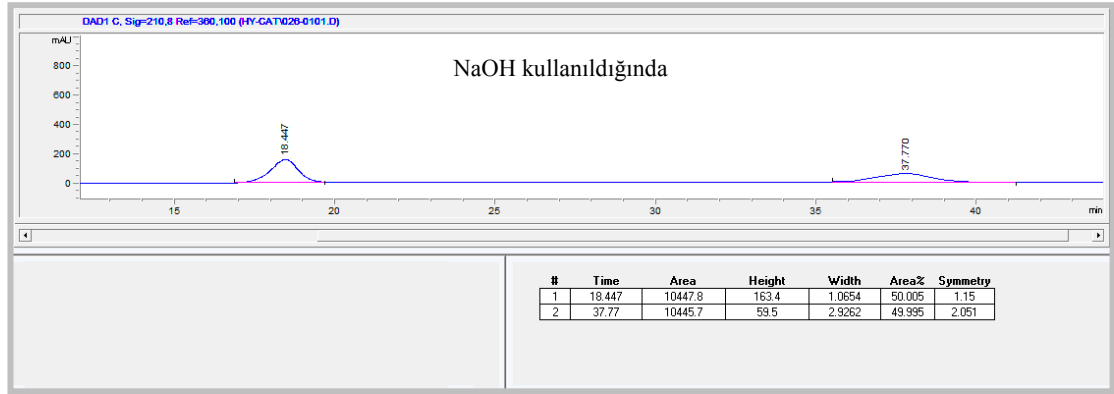 DAD1 C, Sig=210,8 Ref=360,100 (HY-CAT\026-0101.D)
mAU
NaOH kullanıldığında
800
600
400
200
0
18.447
37.770
15 20 25 30 35 40 min
# Time Area Height Width Area% Symmetry
1 18.447 10447.8 163.4 1.0654 50.005 1.15
2 37.77 10445.7 59.5 2.9262 49.995 2.051